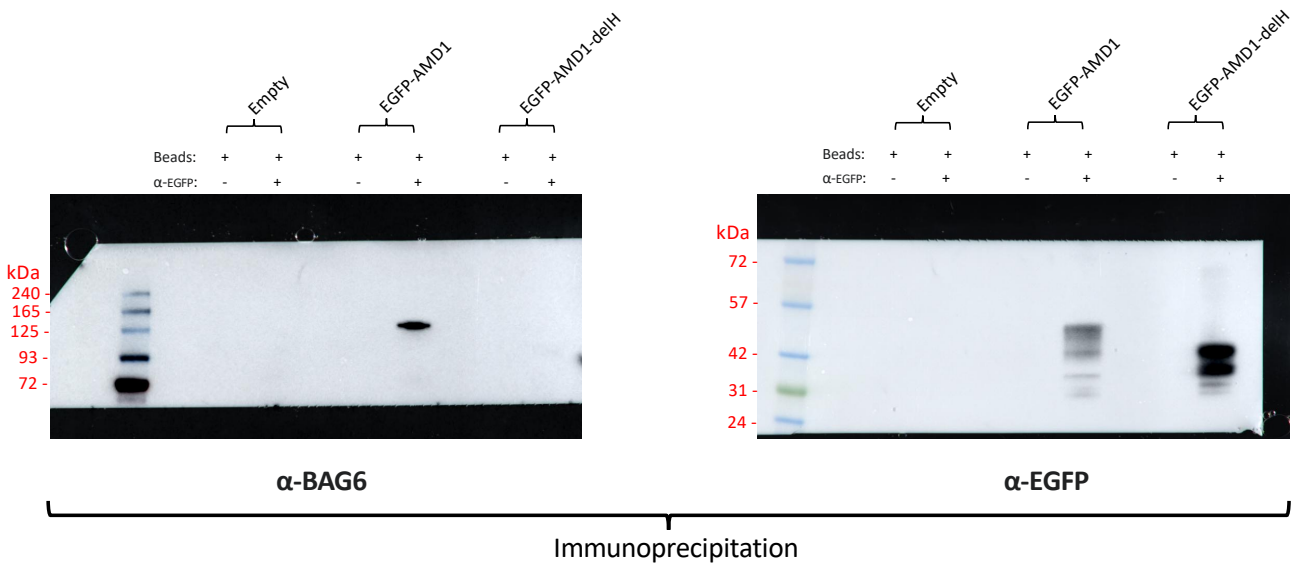 Empty
EGFP-AMD1
EGFP-AMD1-delH
Beads: + + + + + +
α-EGFP: - + - + - +
kDa
240 -
165 -
125 -
93 -
72 -
α-BAG6
Empty
EGFP-AMD1
EGFP-AMD1-delH
Beads: + + + + + +
α-EGFP: - + - + - +
kDa
72 -
57 -
42 -
31 -
24 -
α-EGFP
Immunoprecipitation